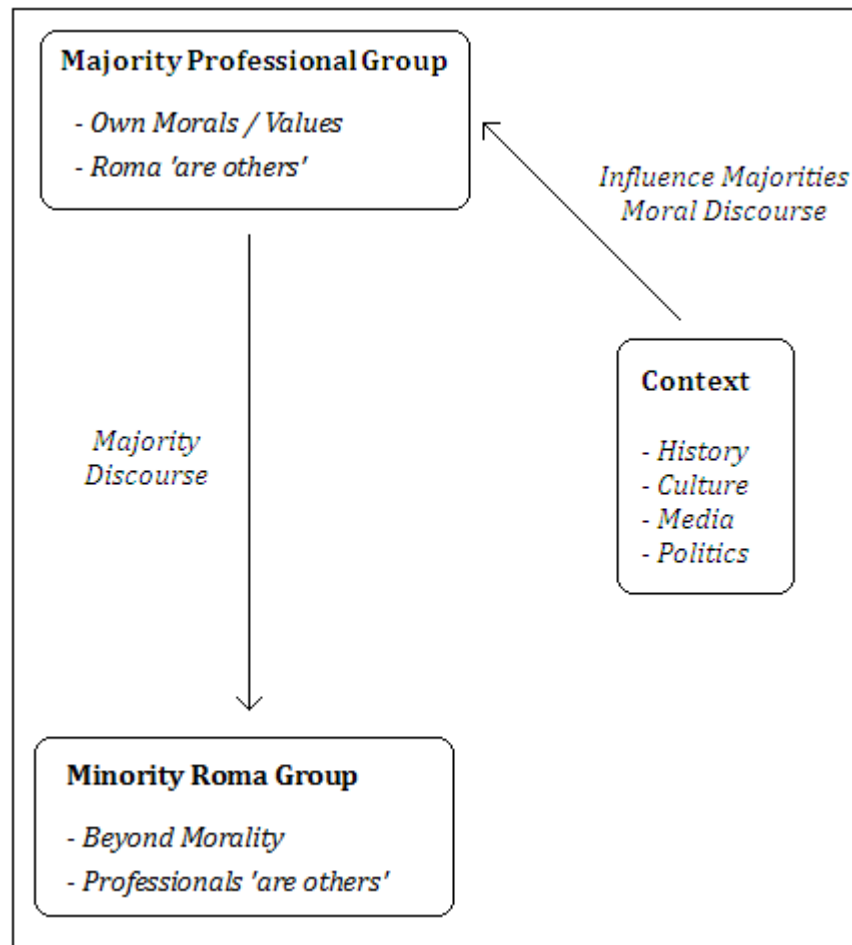 Majority Professional Group
- Own Morals / Values
- Roma 'are others'
Influence Majorities
Moral Discourse
Context
- History
- Culture
- Media
- Politics
Majority
Discourse
Minority Roma Group
- Beyond Morality
- Professionals 'are others'